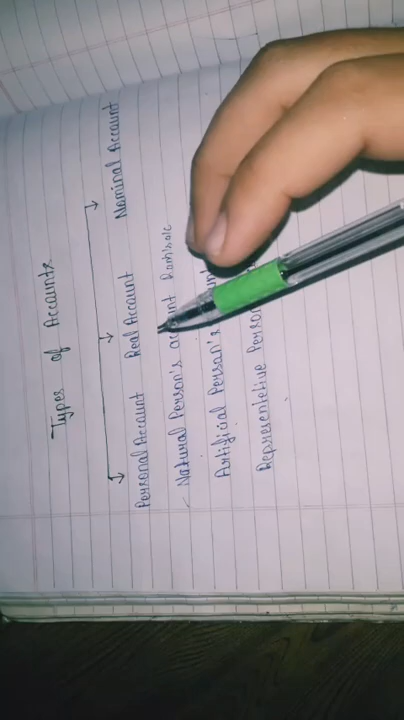 Types of Accounts
Personal Account Real Account Nominal Account
Natural Person's account
Artificial Person's
Representative Person